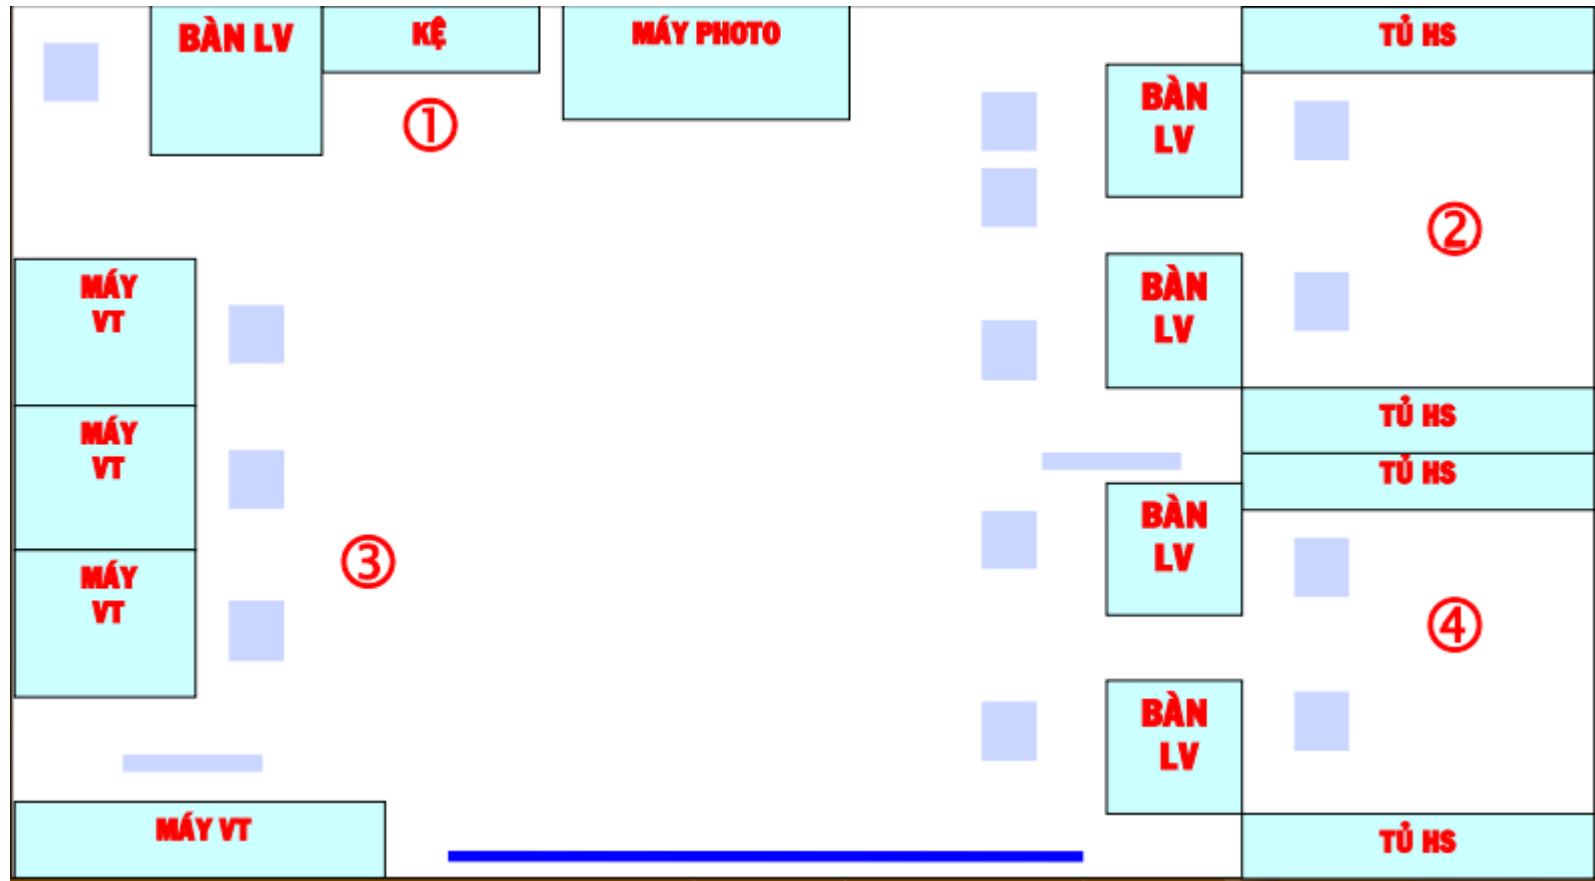 BÀN LV
KỆ
MÁY PHOTO
TỦ HS
①
BÀN
LV
②
BÀN
LV
MÁY
VT
MÁY
VT
MÁY
VT
③
TỦ HS
TỦ HS
BÀN
LV
④
BÀN
LV
MÁY VT
TỦ HS